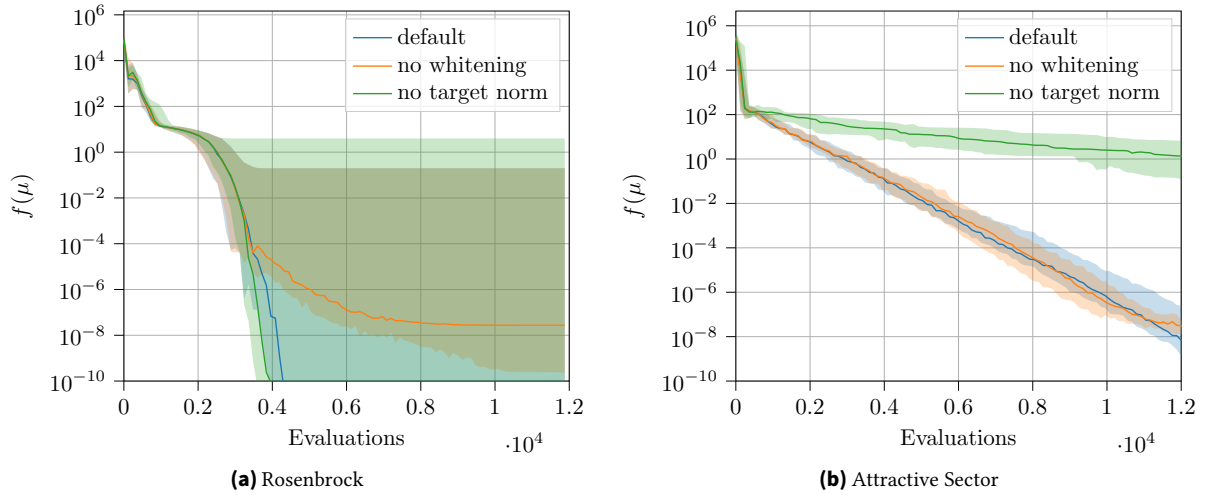 10^6
10^4
10^2
10^0
10^−2
10^−4
10^−6
10^−8
10^−10
f(μ)
default
no whitening
no target norm
0 0.2 0.4 0.6 0.8 1 1.2
Evaluations
·10^4
(a) Rosenbrock
10^6
10^4
10^2
10^0
10^−2
10^−4
10^−6
10^−8
10^−10
f(μ)
default
no whitening
no target norm
0 0.2 0.4 0.6 0.8 1 1.2
Evaluations
·10^4
(b) Attractive Sector